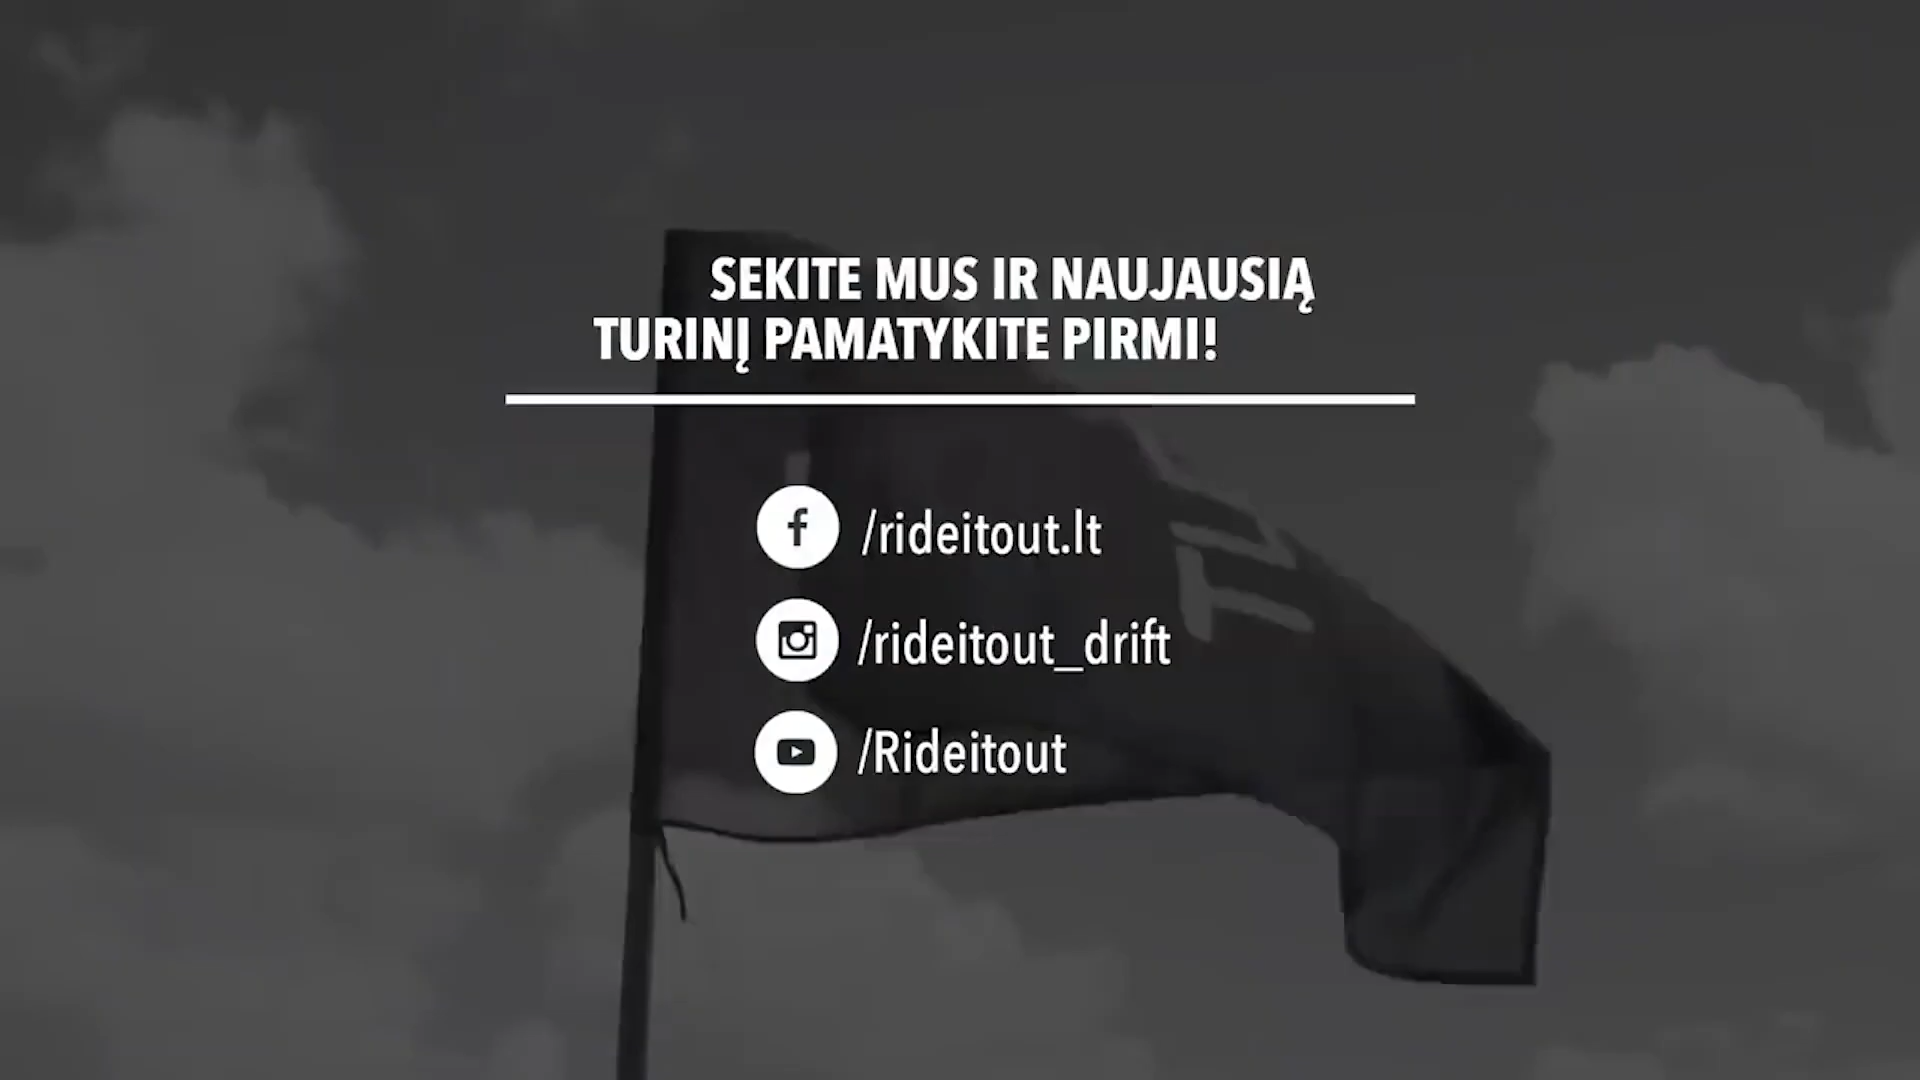 SEKITE MUS IR NAUJAUSIĄ
TURINĮ PAMATYKITE PIRMI!
/rideitout.lt
/rideitout_drift
/Rideitout